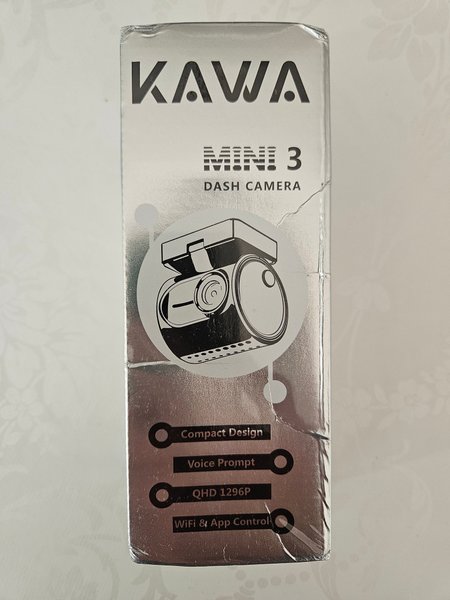 KAWA
MINI 3
DASH CAMERA
Compact Design
Voice Prompt
QHD 1296P
WiFi & App Control